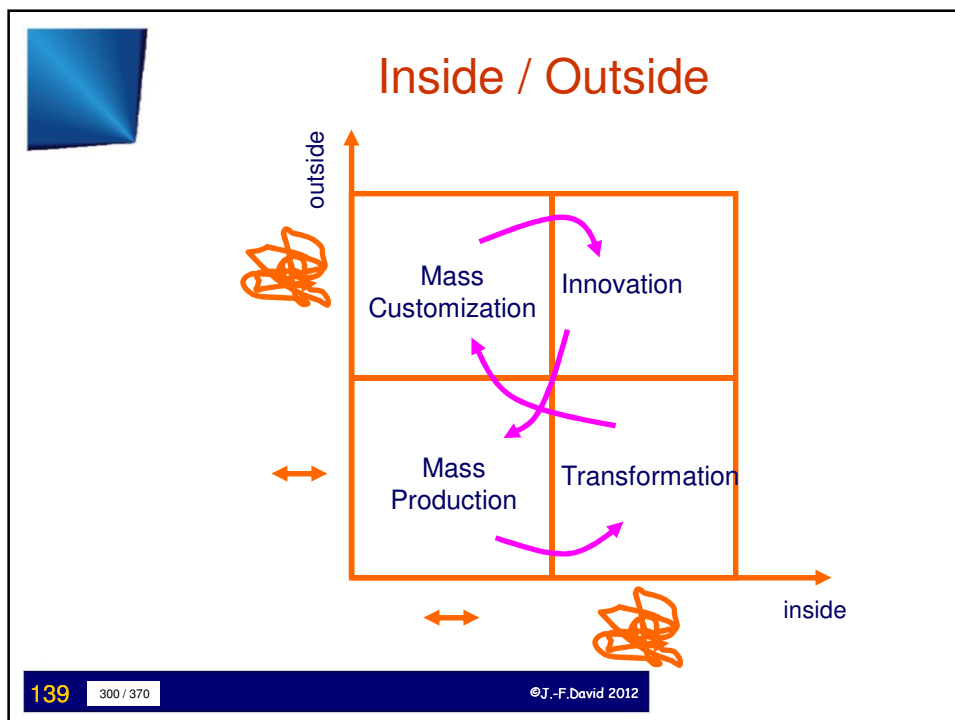 Inside / Outside
outside
Mass
Customization
Innovation
Mass
Production
Transformation
inside
139
300 / 370
©J.-F.David 2012